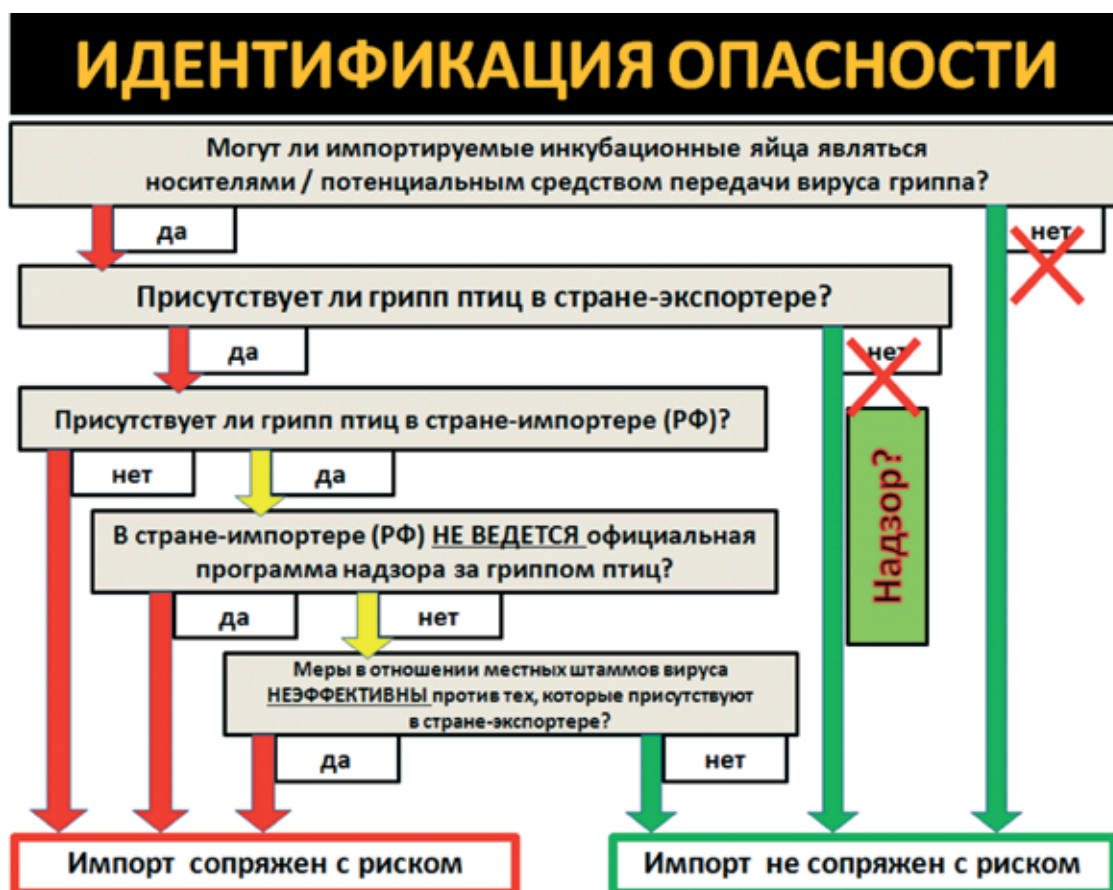 ИДЕНТИФИКАЦИЯ ОПАСНОСТИ
Могут ли импортируемые инкубационные яйца являться
носителями / потенциальным средством передачи вируса гриппа?
да
нет
Присутствует ли грипп птиц в стране-экспортере?
да
нет
Присутствует ли грипп птиц в стране-импортере (РФ)?
нет
да
Надзор?
В стране-импортере (РФ) НЕ ВЕДЕТСЯ официальная
программа надзора за гриппом птиц?
да
нет
Меры в отношении местных штаммов вируса
НЕЭФФЕКТИВНЫ против тех, которые присутствуют
в стране-экспортере?
да
нет
Импорт сопряжен с риском
Импорт не сопряжен с риском